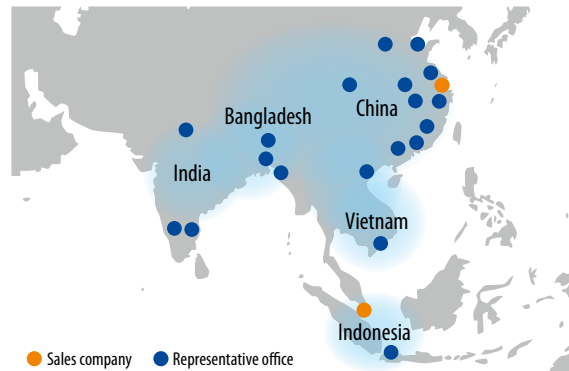 Bangladesh
China
India
Vietnam
Indonesia
Sales company
Representative office